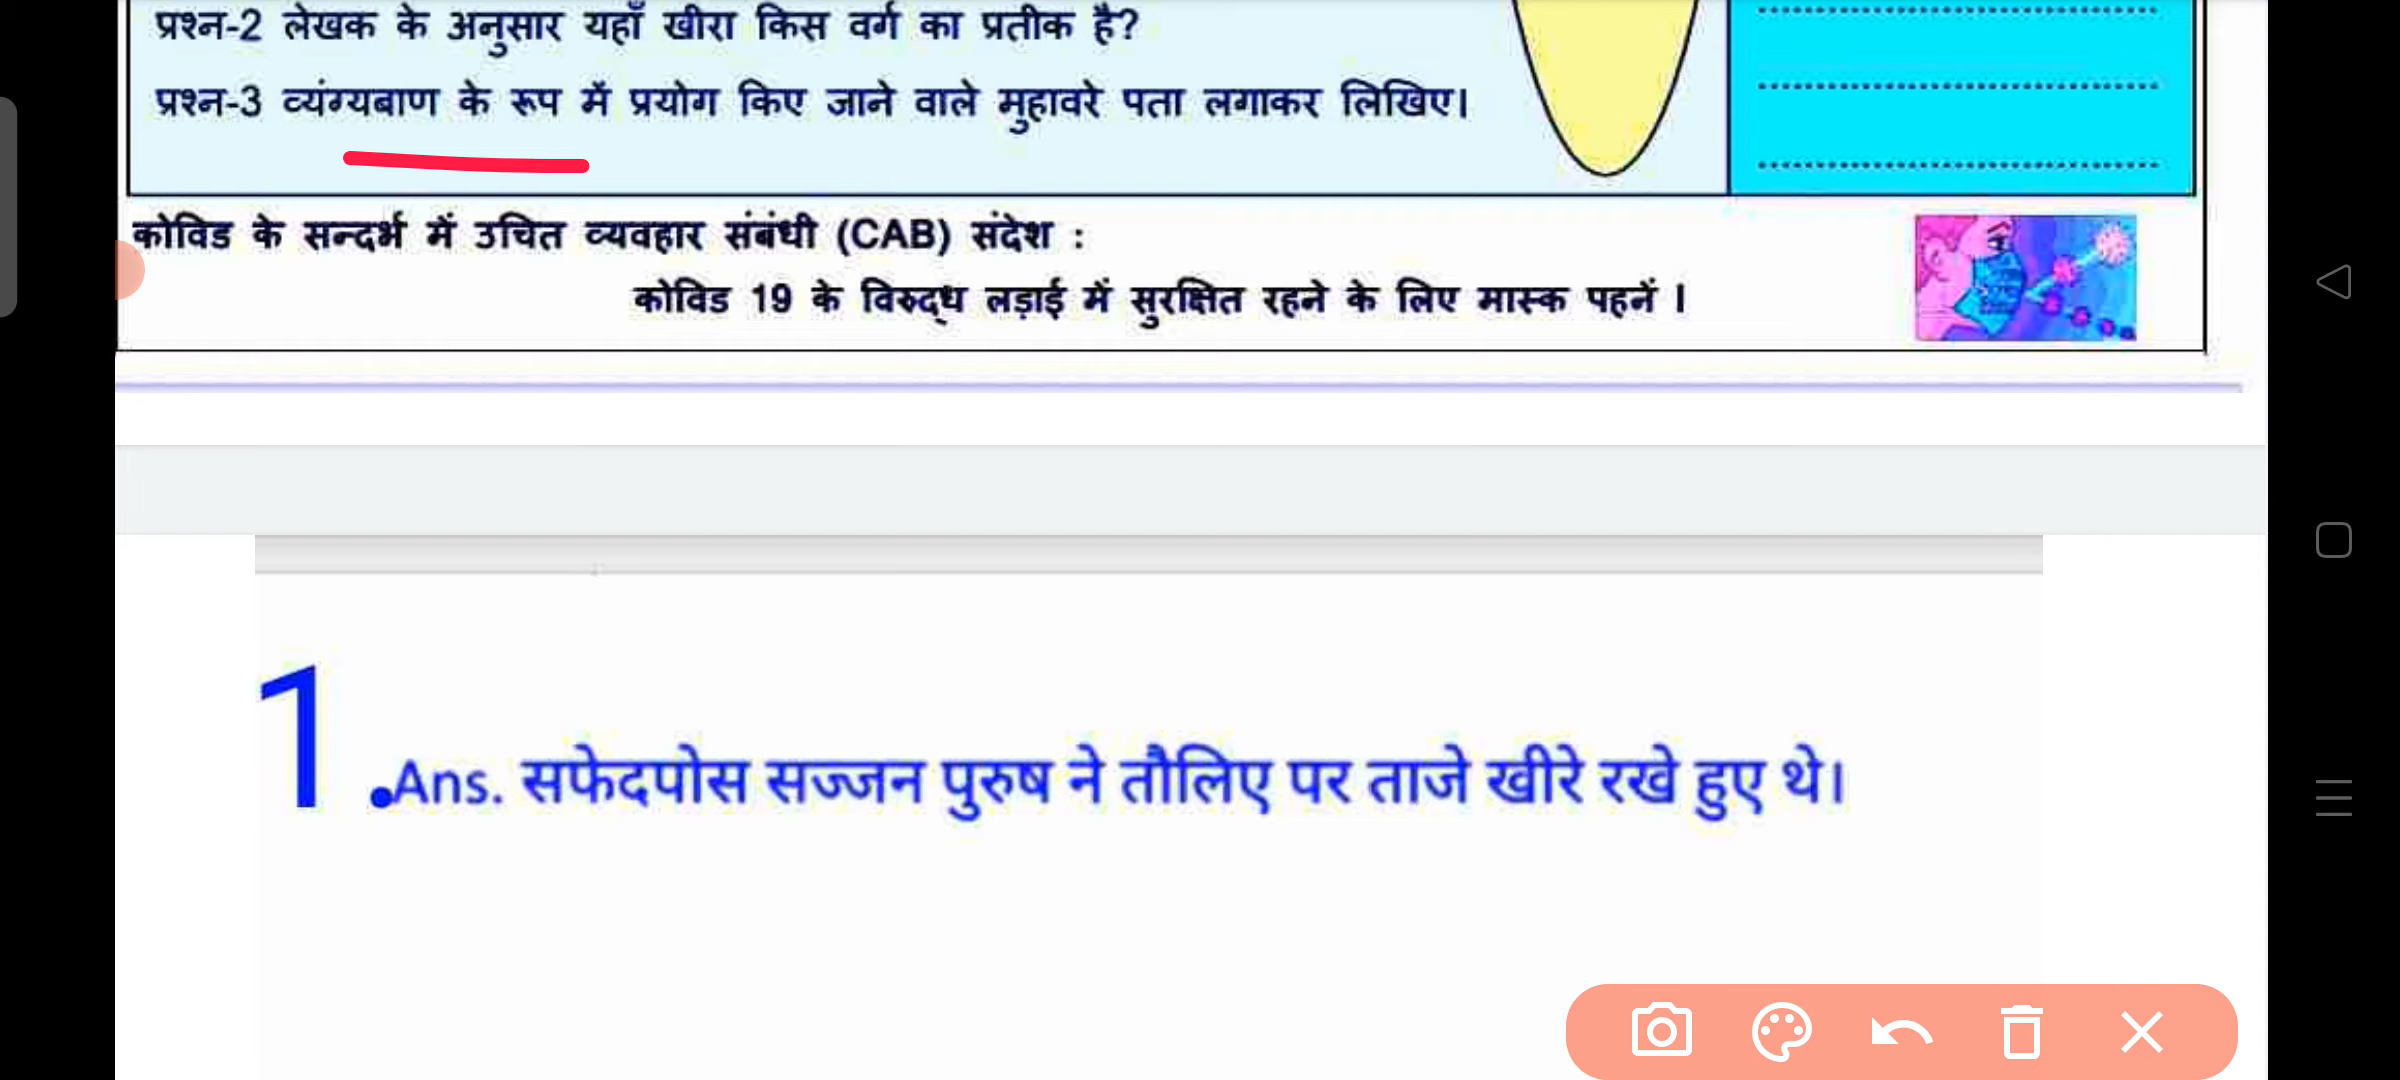 प्रश्न-2 लेखक के अनुसार यहाँ खीरा किस वर्ग का प्रतीक है?
प्रश्न-3 व्यंग्यबाण के रूप में प्रयोग किए जाने वाले मुहावरे पता लगाकर लिखिए।
कोविड के सन्दर्भ में उचित व्यवहार संबंधी (CAB) संदेश :
कोविड 19 के विरुद्ध लड़ाई में सुरक्षित रहने के लिए मास्क पहनें ।
1.Ans. सफेदपोस सज्जन पुरुष ने तौलिए पर ताजे खीरे रखे हुए थे।